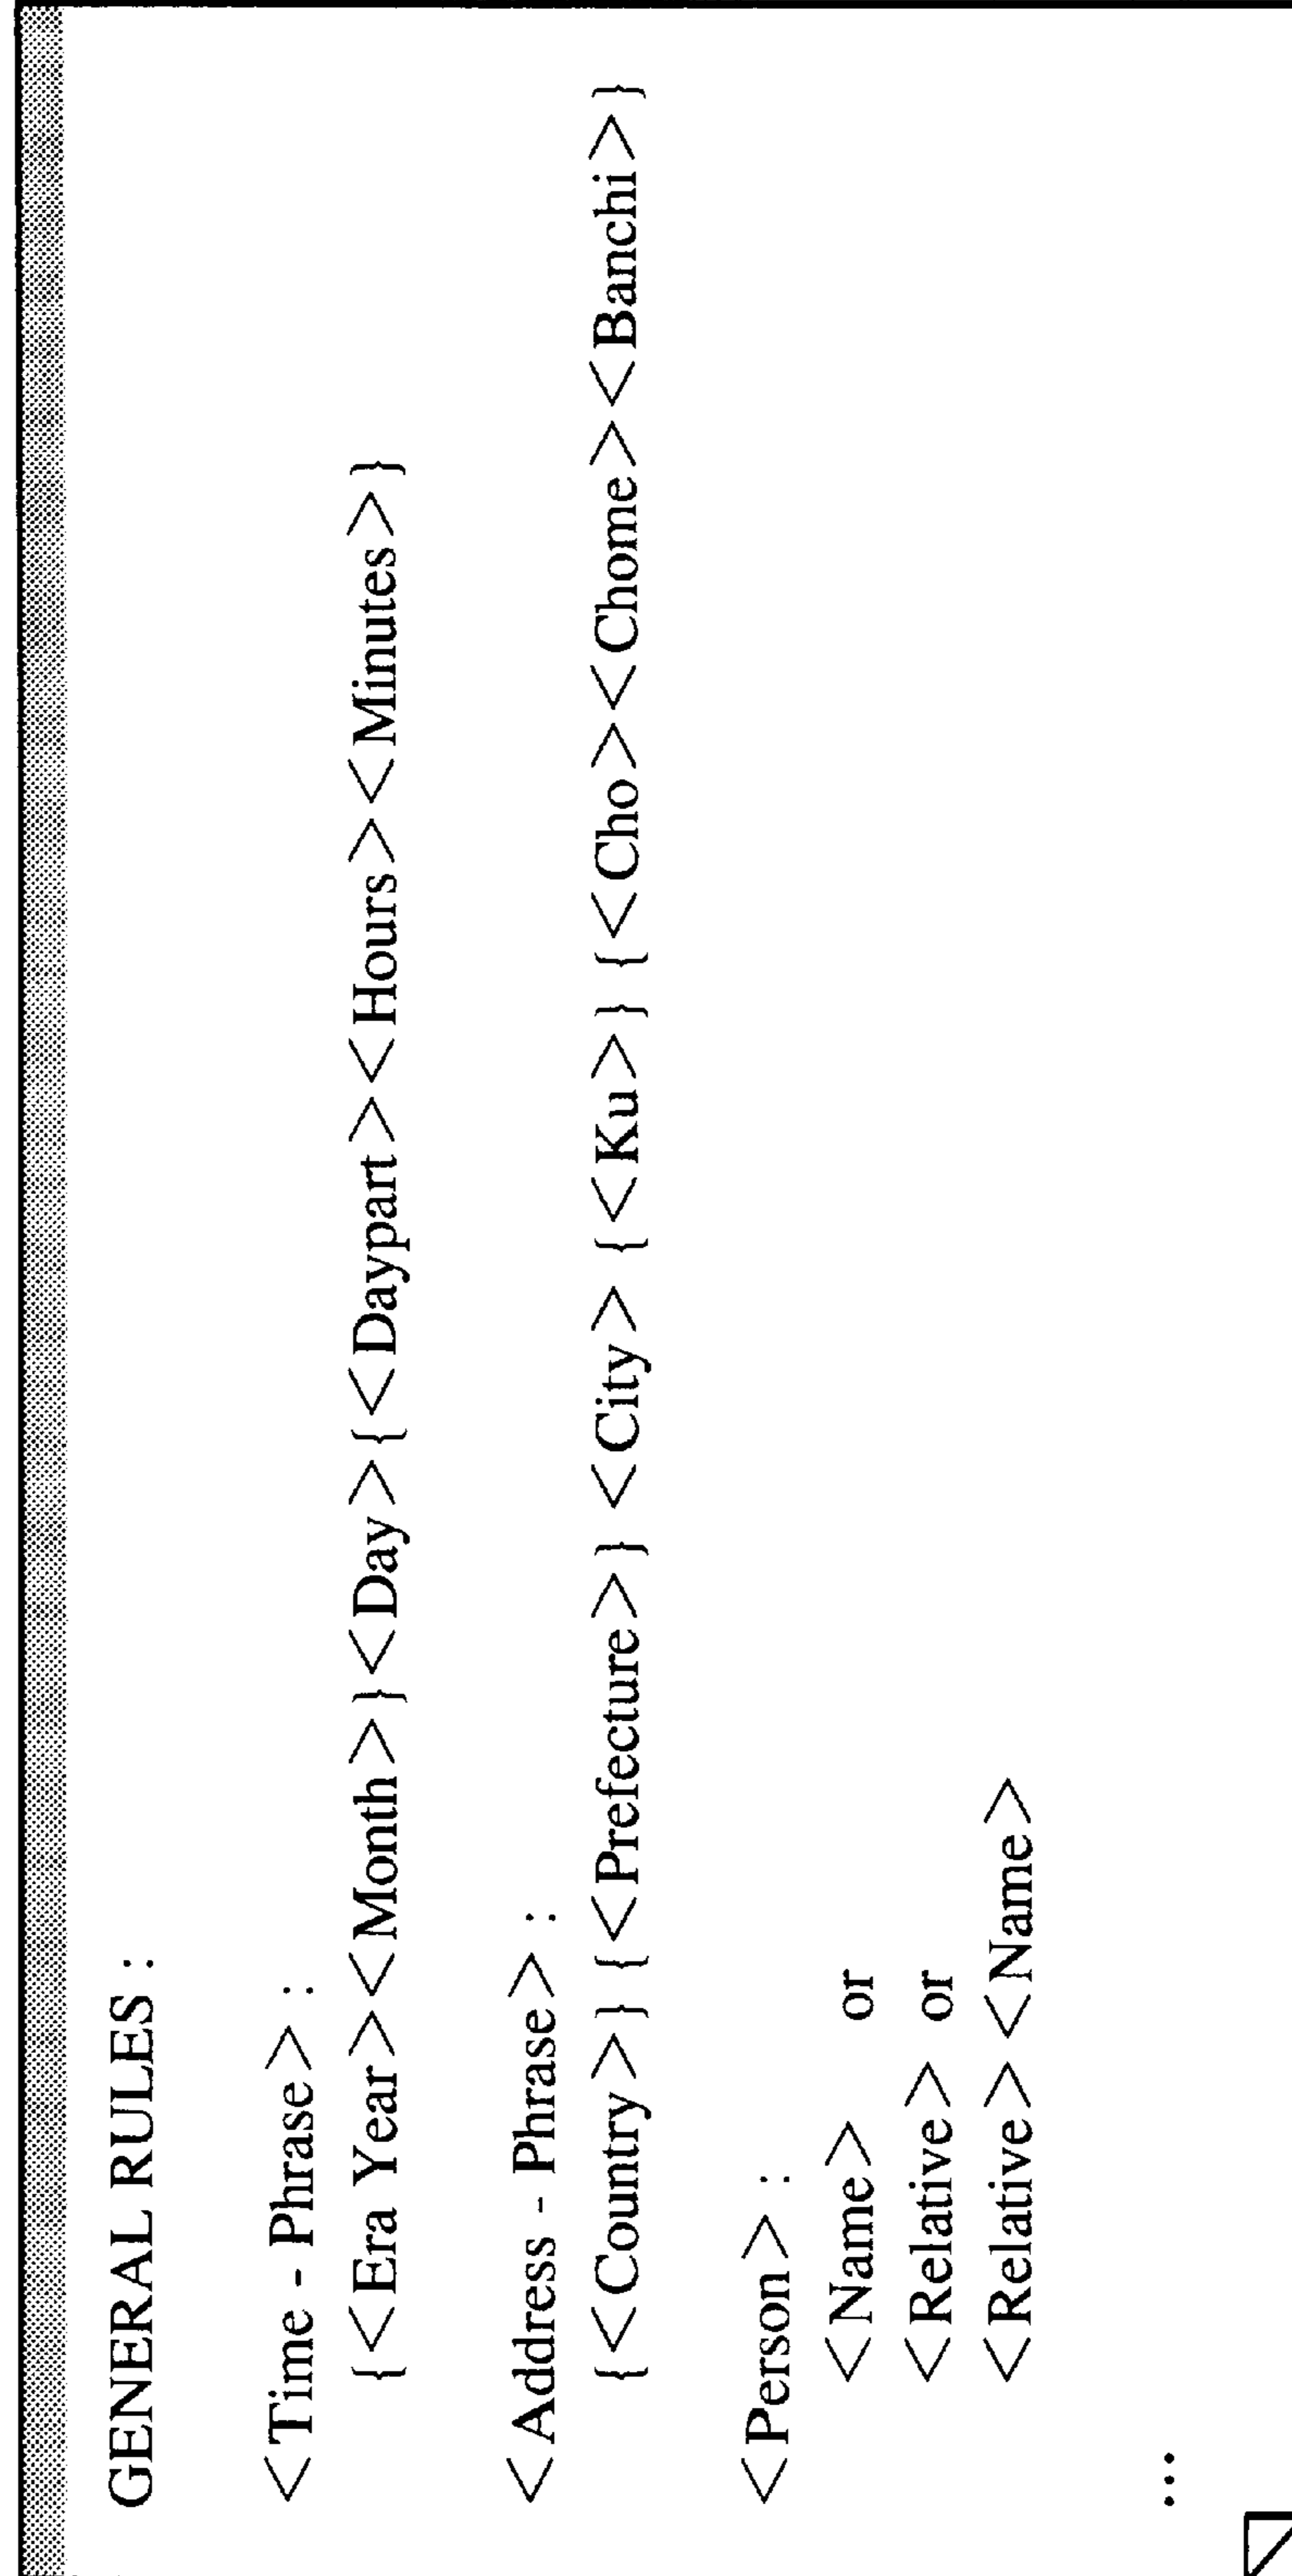 GENERAL RULES :
<Time - Phrase> :
{<Era Year><Month>}<Day>{<Daypart><Hours><Minutes>}
<Address - Phrase> :
{<Country>} {<Prefecture>} <City> {<Ku>} {<Cho><Chome><Banchi>}
<Person> :
<Name> or
<Relative> or
<Relative> <Name>
...